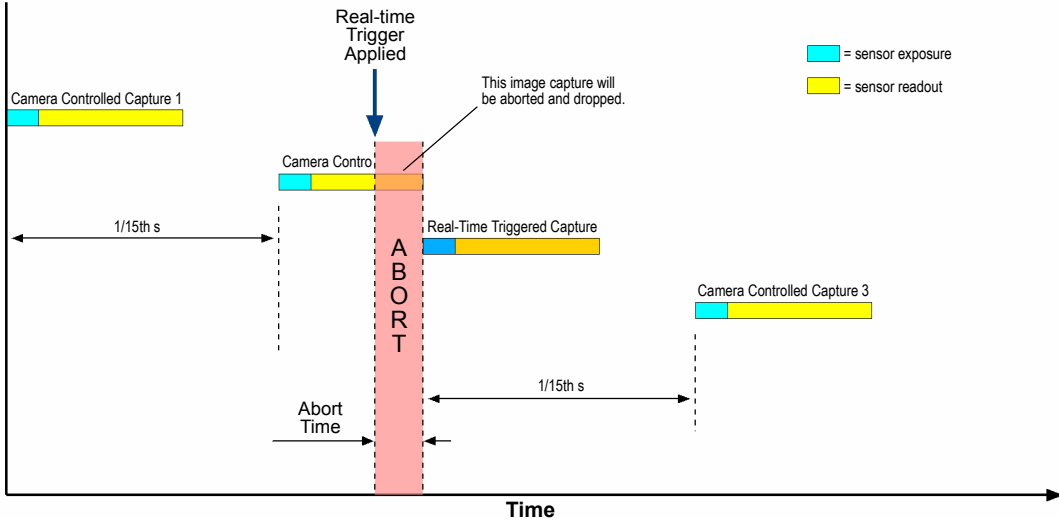 Real-time
Trigger
Applied
= sensor exposure
= sensor readout
This image capture will
be aborted and dropped.
Camera Controlled Capture 1
Camera Contro
1/15th s
Real-Time Triggered Capture
ABORT
Camera Controlled Capture 3
1/15th s
Abort
Time
Time